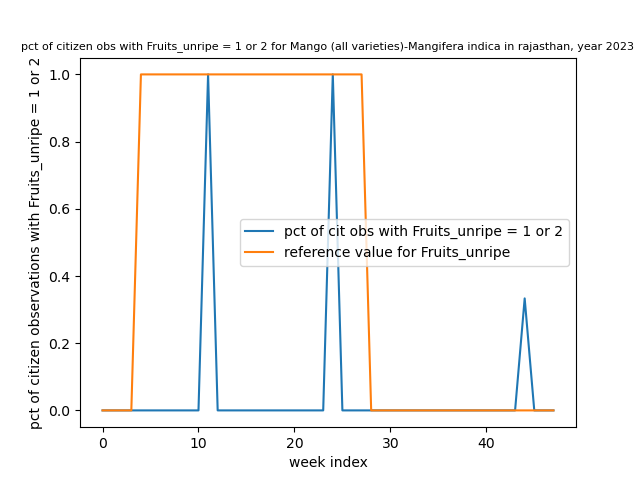 pct of citizen obs with Fruits_unripe = 1 or 2 for Mango (all varieties)-Mangifera indica in rajasthan, year 2023
pct of citizen observations with Fruits_unripe = 1 or 2
1.0
0.8
0.6
0.4
0.2
0.0
pct of cit obs with Fruits_unripe = 1 or 2
reference value for Fruits_unripe
0 10 20 30 40
week index